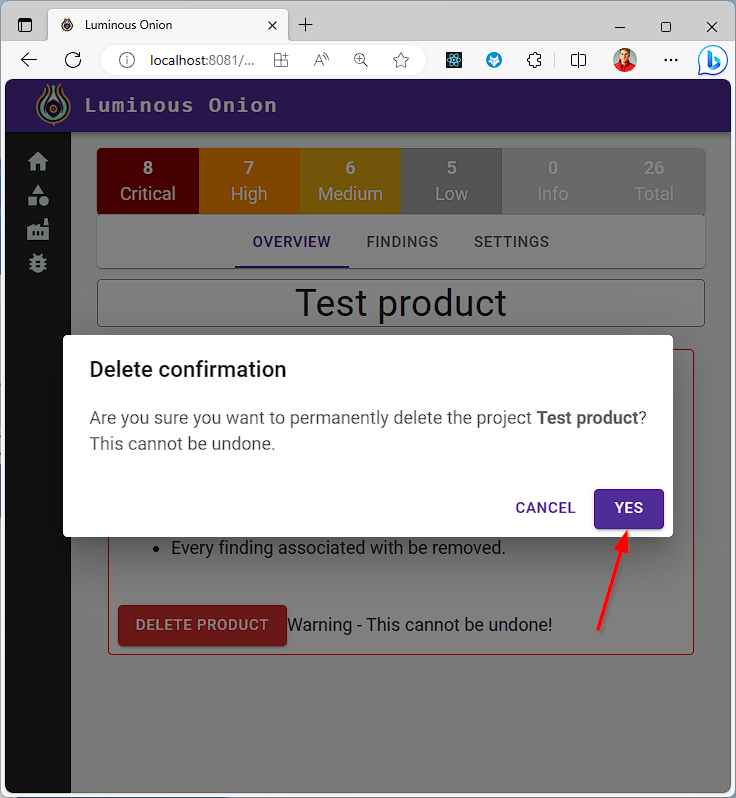 Luminous Onion
localhost:8081/...
Luminous Onion
8 7 6 5 0 26
Critical High Medium Low Info Total
OVERVIEW FINDINGS SETTINGS
Test product
Delete confirmation
Are you sure you want to permanently delete the project Test product?
This cannot be undone.
CANCEL YES
Every finding associated with be removed.
DELETE PRODUCT Warning - This cannot be undone!